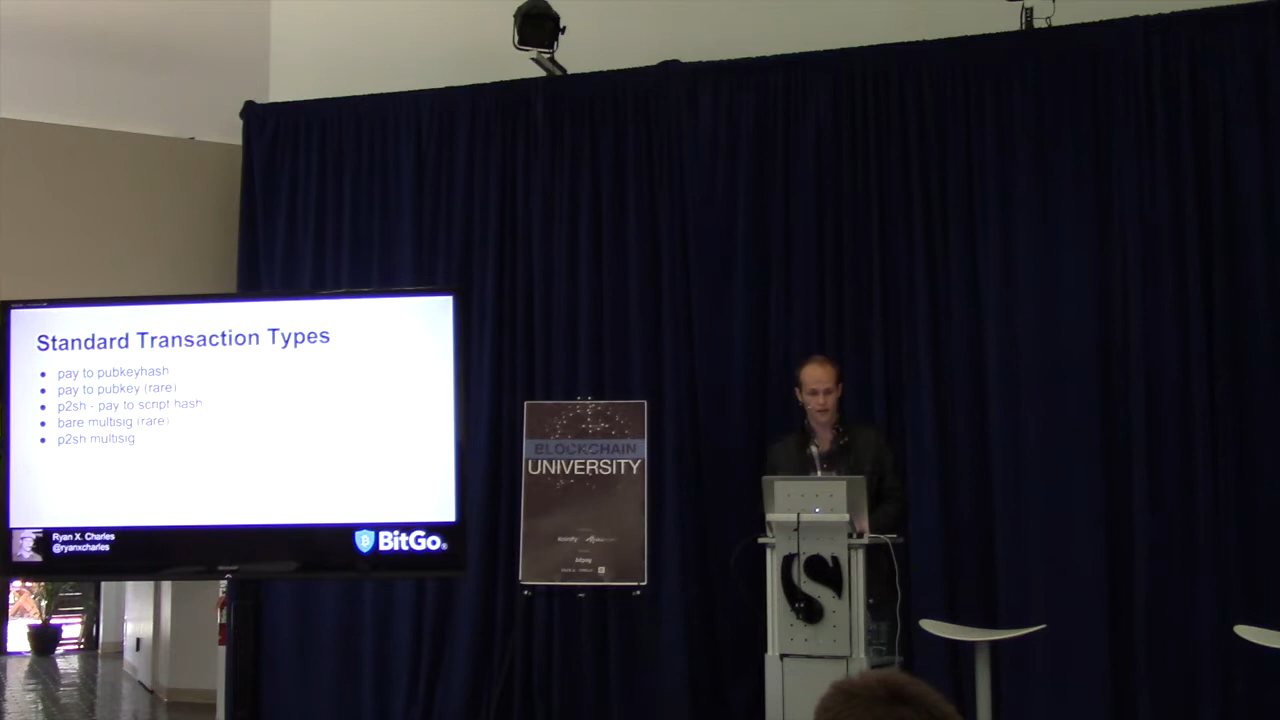 Standard Transaction Types
• pay to pubkeyhash
• pay to pubkey (rare)
• p2sh - pay to script hash
• bare multisig (rare)
• p2sh multisig
Ryan X. Charles
@ryanxcharles
BitGo
BLOCKCHAIN
UNIVERSITY
bitpay